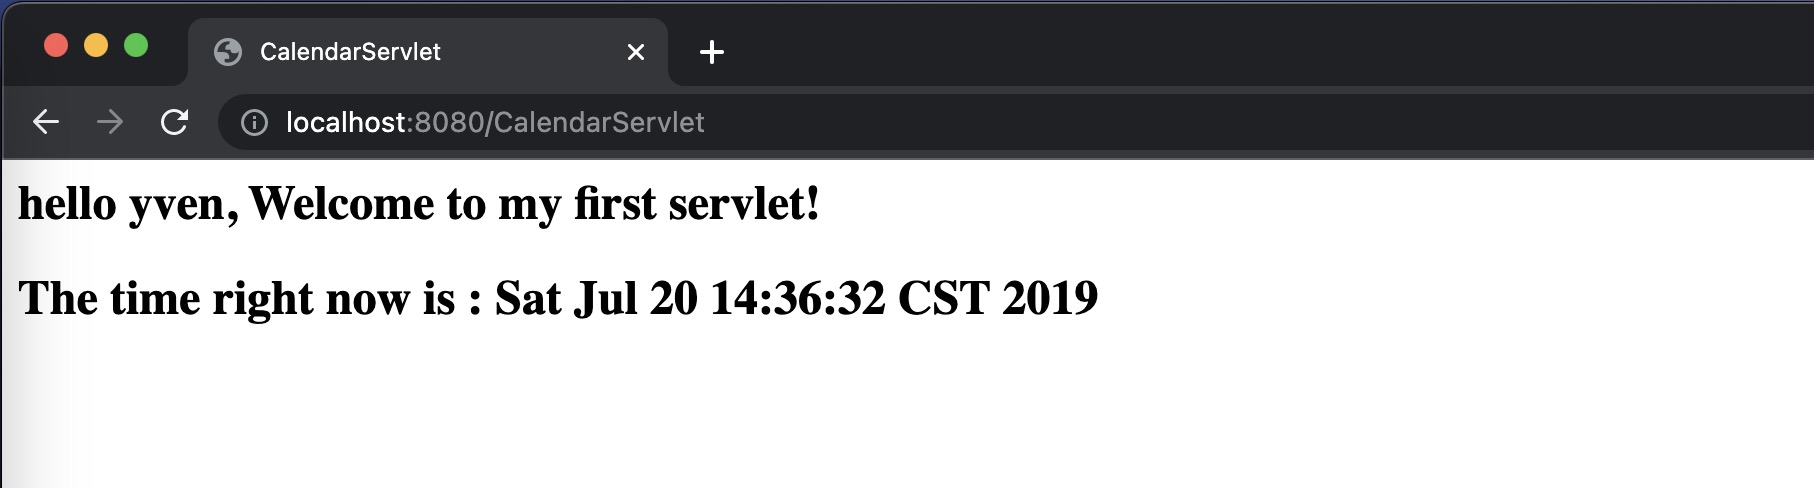 CalendarServlet
localhost:8080/CalendarServlet
hello yven, Welcome to my first servlet!
The time right now is : Sat Jul 20 14:36:32 CST 2019